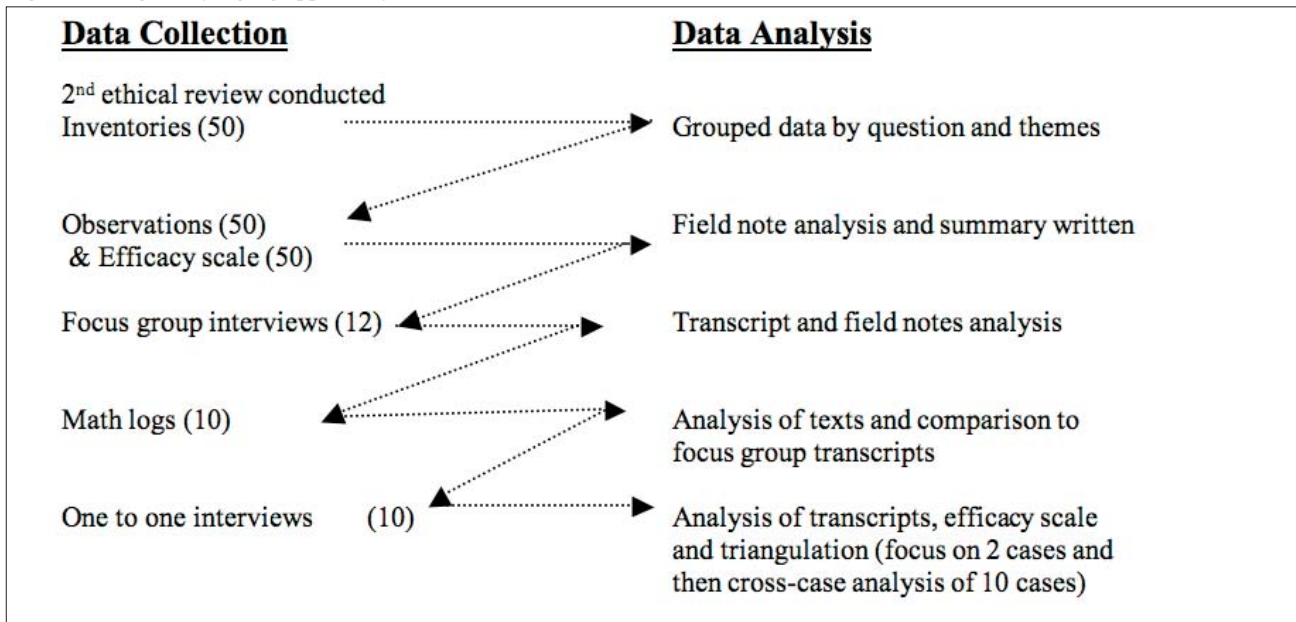 Data Collection
2nd ethical review conducted
Inventories (50)
Observations (50)
& Efficacy scale (50)
Focus group interviews (12)
Math logs (10)
One to one interviews (10)
Data Analysis
Grouped data by question and themes
Field note analysis and summary written
Transcript and field notes analysis
Analysis of texts and comparison to
focus group transcripts
Analysis of transcripts, efficacy scale
and triangulation (focus on 2 cases and
then cross-case analysis of 10 cases)